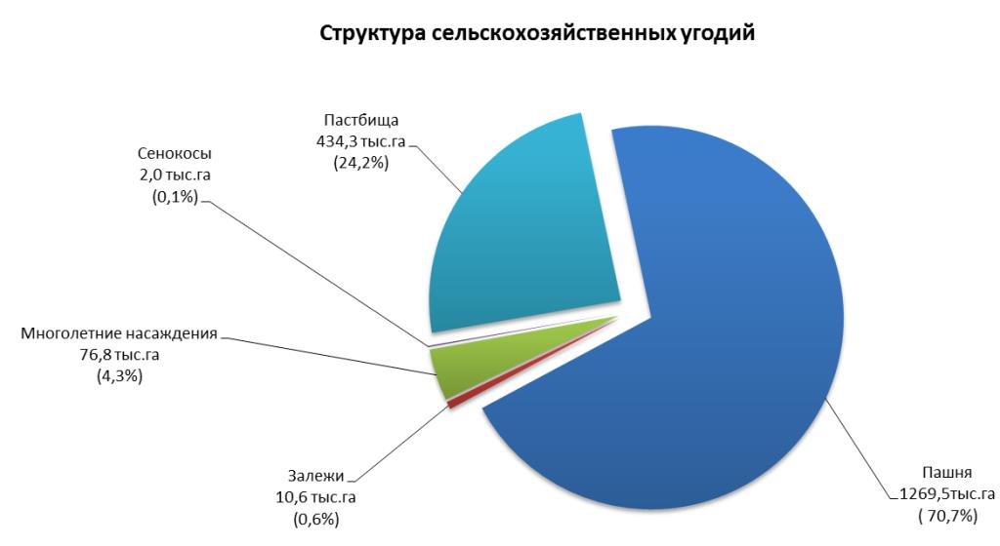 Структура сельскохозяйственных угодий
Пастбища
434,3 тыс.га
(24,2%)
Сенокосы
2,0 тыс.га
(0,1%)
Многолетние насаждения
76,8 тыс.га
(4,3%)
Залежи
10,6 тыс.га
(0,6%)
Пашня
1269,5тыс.га
( 70,7%)